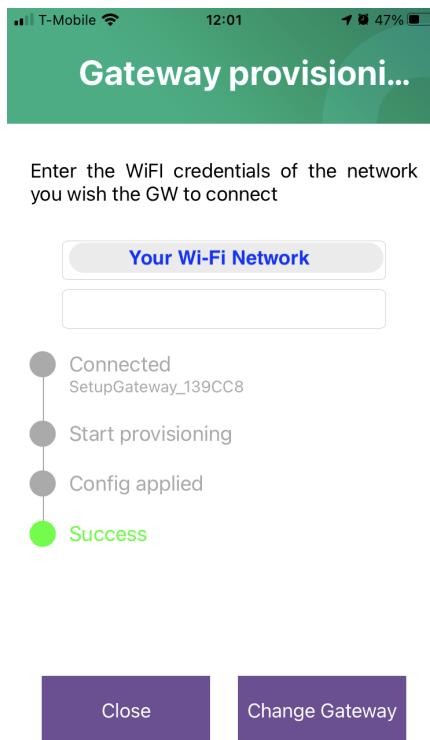 T-Mobile 12:01 47%
Gateway provisioni...
Enter the WiFI credentials of the network
you wish the GW to connect
Your Wi-Fi Network
Connected
SetupGateway_139CC8
Start provisioning
Config applied
Success
Close Change Gateway